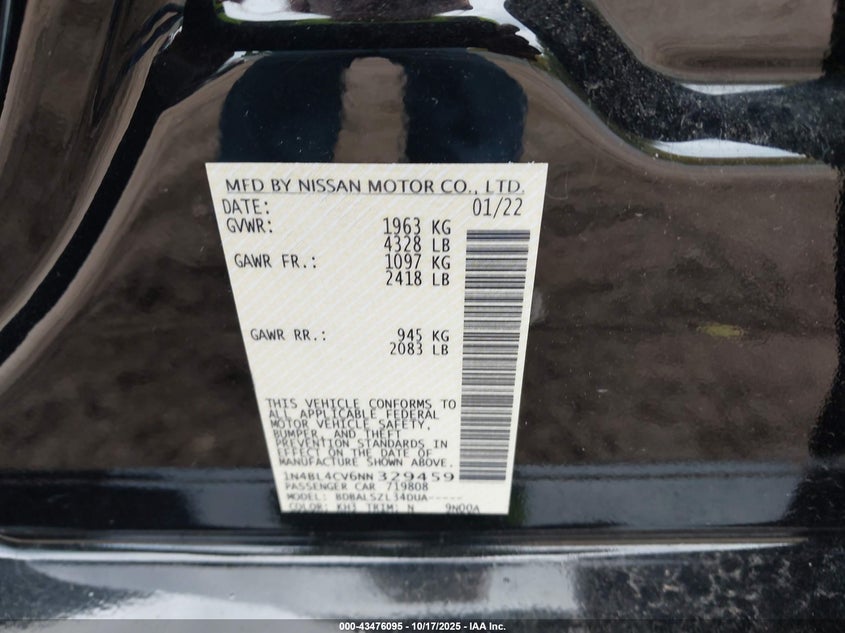 MFD BY NISSAN MOTOR CO., LTD.
DATE: 01/22
GVWR: 1963 KG
4328 LB
GAWR FR.: 1097 KG
2418 LB
GAWR RR.: 945 KG
2083 LB
THIS VEHICLE CONFORMS TO
ALL APPLICABLE FEDERAL
MOTOR VEHICLE SAFETY,
BUMPER, AND THEFT
PREVENTION STANDARDS IN
EFFECT ON THE DATE OF
MANUFACTURE SHOWN ABOVE.
1N4BL4CV6NN329459
PASSENGER CAR 719808
MODEL: BDBALSZL34DUA-----
COLOR: KH3 TRIM: N 9N00A
000-43476095 - 10/17/2025 - IAA Inc.